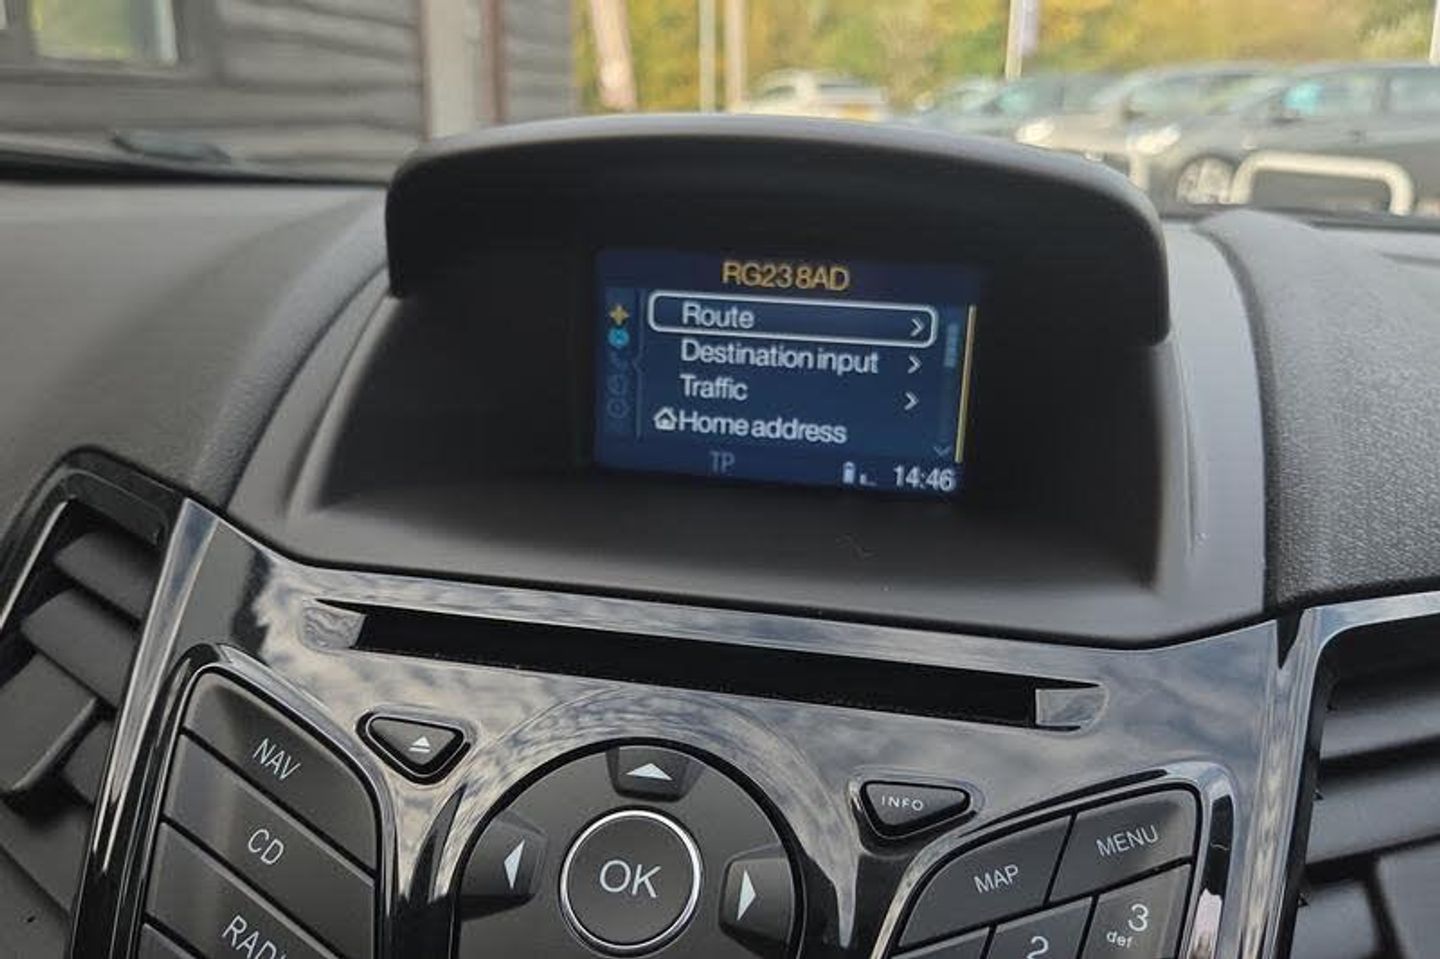 RG23 8AD
Route
Destination input
Traffic
Home address
TP
14:46
NAV
CD
OK
INFO
MAP
MENU
2
3
def